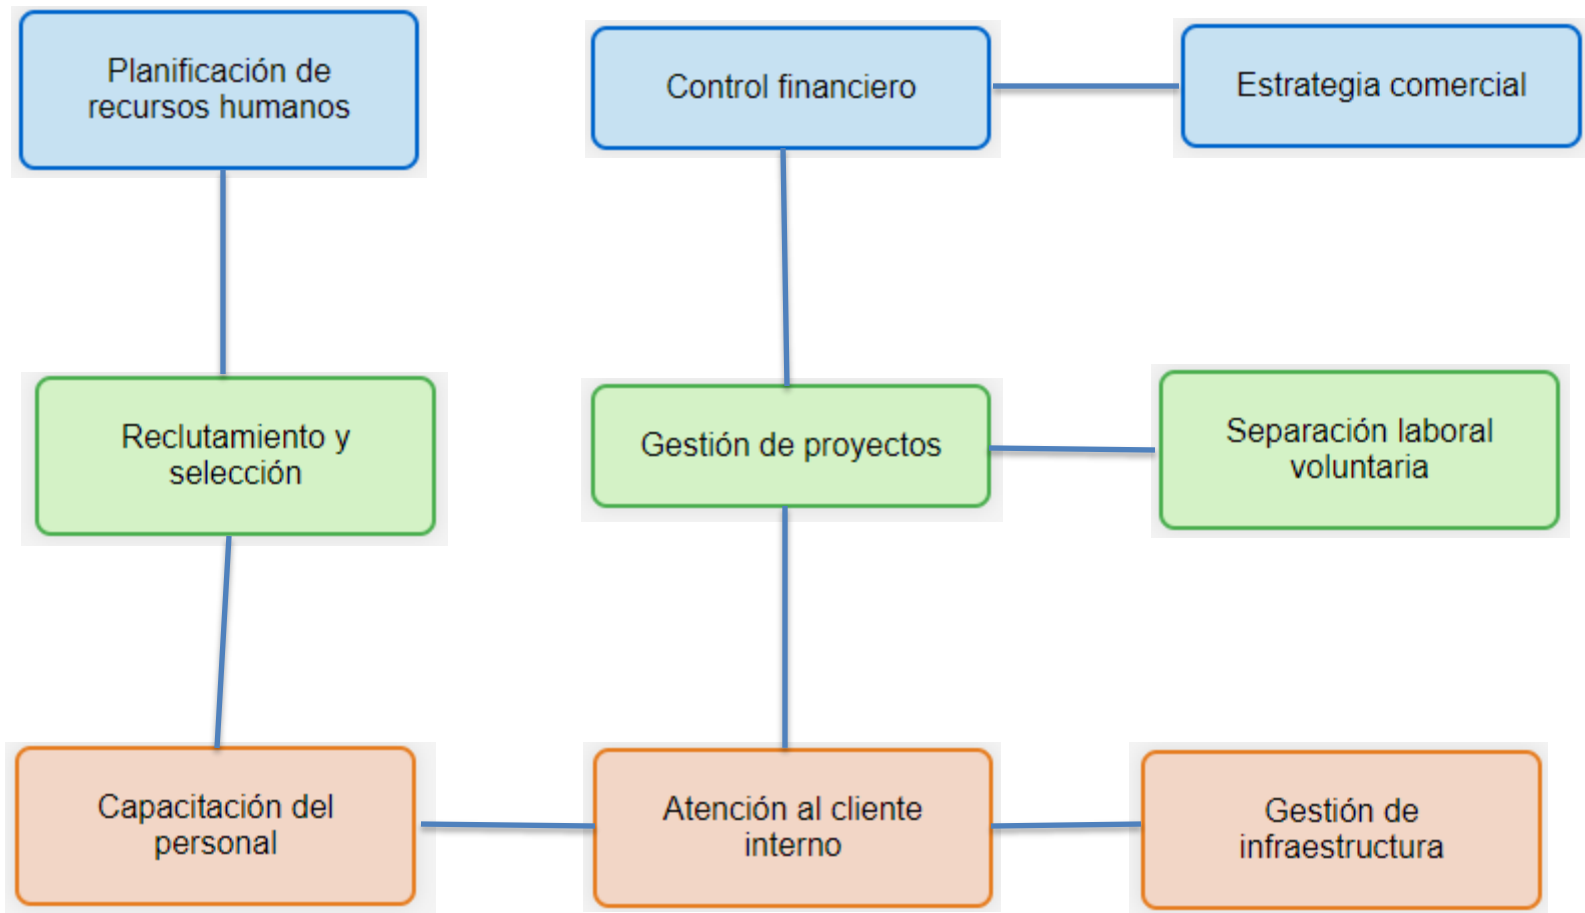 Planificación de
recursos humanos
Control financiero
Estrategia comercial
Reclutamiento y
selección
Gestión de proyectos
Separación laboral
voluntaria
Capacitación del
personal
Atención al cliente
interno
Gestión de
infraestructura